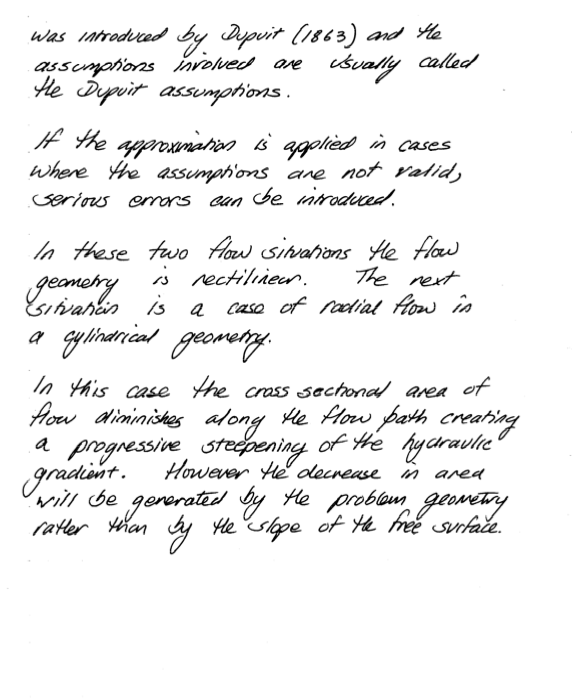 was introduced by Dupuit (1863) and the
assumptions involved are usually called
the Dupuit assumptions.
If the approximation is applied in cases
where the assumptions are not valid,
serious errors can be introduced.
In these two flow situations the flow
geometry is rectilinear. The next
situation is a case of radial flow in
a cylindrical geometry.
In this case the cross sectional area of
flow diminishes along the flow path creating
a progressive steepening of the hydraulic
gradient. However the decrease in area
will be generated by the problem geometry
rather than by the slope of the free surface.